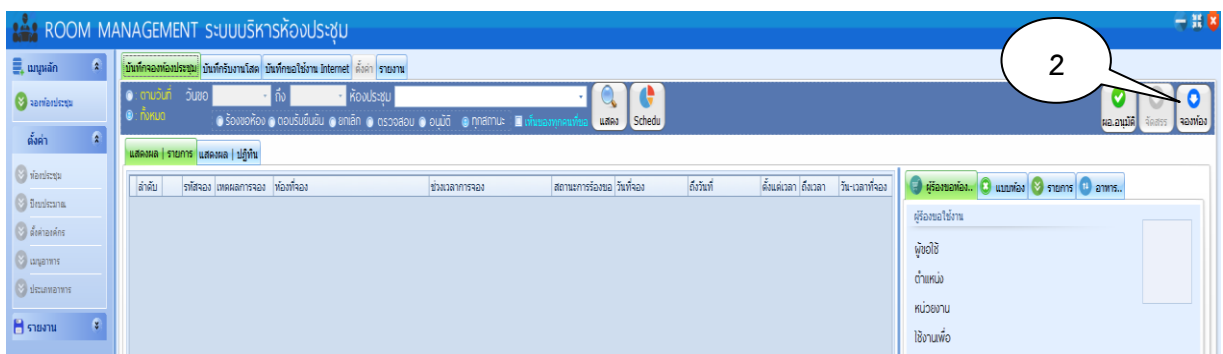 ROOM MANAGEMENT ระบบบริหารห้องประชุม
2
เมนูหลัก
จองห้องประชุม
ตั้งค่า
ห้องประชุม
ปีงบประมาณ
ตั้งค่าองค์กร
เมนูอาหาร
ประเภทอาหาร
รายงาน
บันทึกจองห้องประชุม บันทึกรับงานโสต บันทึกขอใช้งาน Internet ตั้งค่า รายงาน
ตามวันที่ วันขอ ถึง ห้องประชุม
ทั้งหมด ร้องขอห้อง ตอบรับยืนยัน ยกเลิก ตรวจสอบ อนุมัติ ทุกสถานะ เห็นของทุกคนที่ขอ
แสดง Schedu ผอ.อนุมัติ จัดสรร จองห้อง
แสดงผล | รายการ แสดงผล | ปฏิทิน
ลำดับ รหัสจอง เหตผลการจอง ห้องที่จอง ช่วงเวลาการจอง สถานะการร้องขอ วันที่จอง ถึงวันที่ ตั้งแต่เวลา ถึงเวลา วัน-เวลาที่จอง
ผู้ร้องขอห้อง.. แบบห้อง รายการ อาหาร..
ผู้ร้องขอใช้งาน
ผู้ขอใช้
ตำแหน่ง
หน่วยงาน
ใช้งานเพื่อ